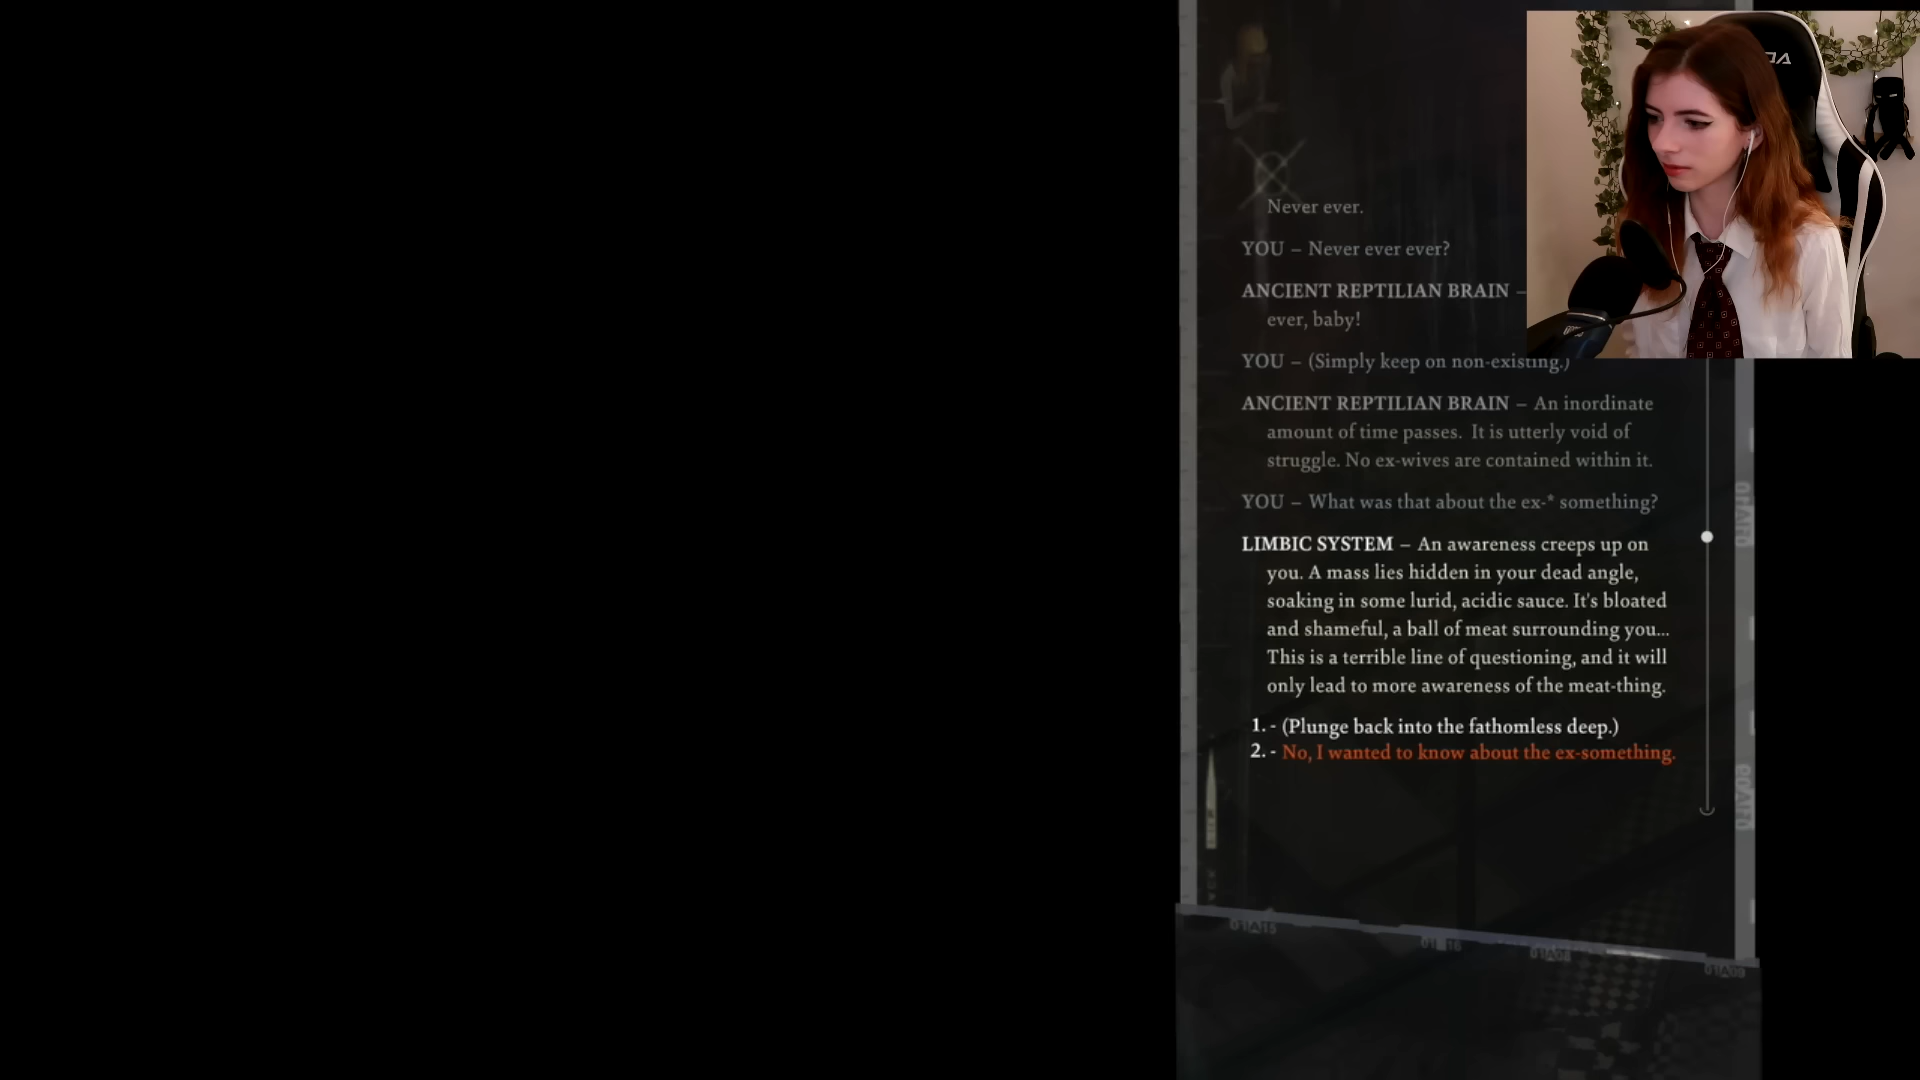 Never ever.
YOU – Never ever ever?
ANCIENT REPTILIAN BRAIN –
ever, baby!
YOU – (Simply keep on non-existing.)
ANCIENT REPTILIAN BRAIN – An inordinate
amount of time passes. It is utterly void of
struggle. No ex-wives are contained within it.
YOU – What was that about the ex-* something?
LIMBIC SYSTEM – An awareness creeps up on
you. A mass lies hidden in your dead angle,
soaking in some lurid, acidic sauce. It's bloated
and shameful, a ball of meat surrounding you...
This is a terrible line of questioning, and it will
only lead to more awareness of the meat-thing.
1. - (Plunge back into the fathomless deep.)
2. - No, I wanted to know about the ex-something.
01A15
01A09